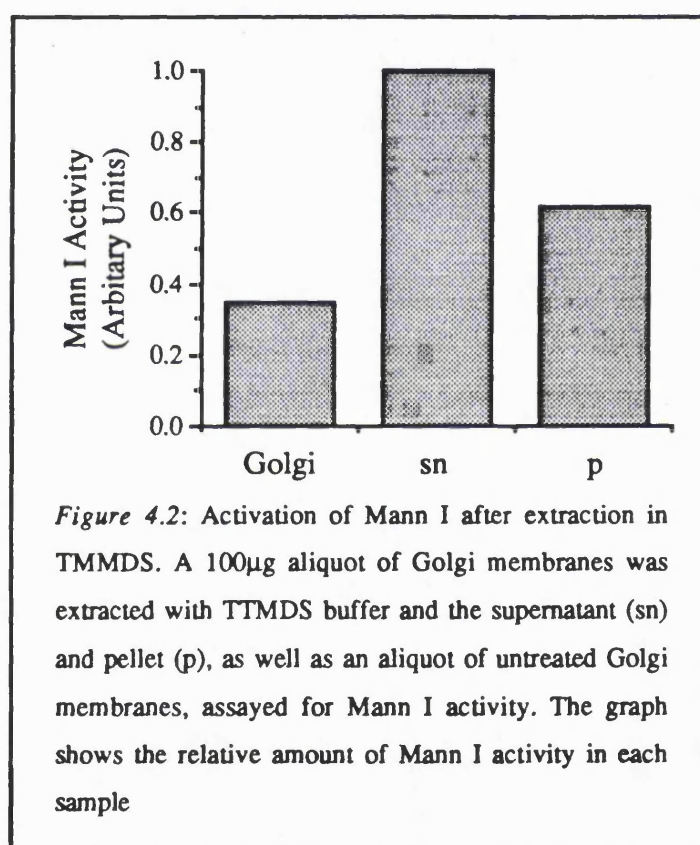 1.0
0.8
0.6
0.4
0.2
0.0
Mann I Activity
(Arbitary Units)
Golgi sn p
Figure 4.2: Activation of Mann I after extraction in
TMMDS. A 100µg aliquot of Golgi membranes was
extracted with TTMDS buffer and the supernatant (sn)
and pellet (p), as well as an aliquot of untreated Golgi
membranes, assayed for Mann I activity. The graph
shows the relative amount of Mann I activity in each
sample